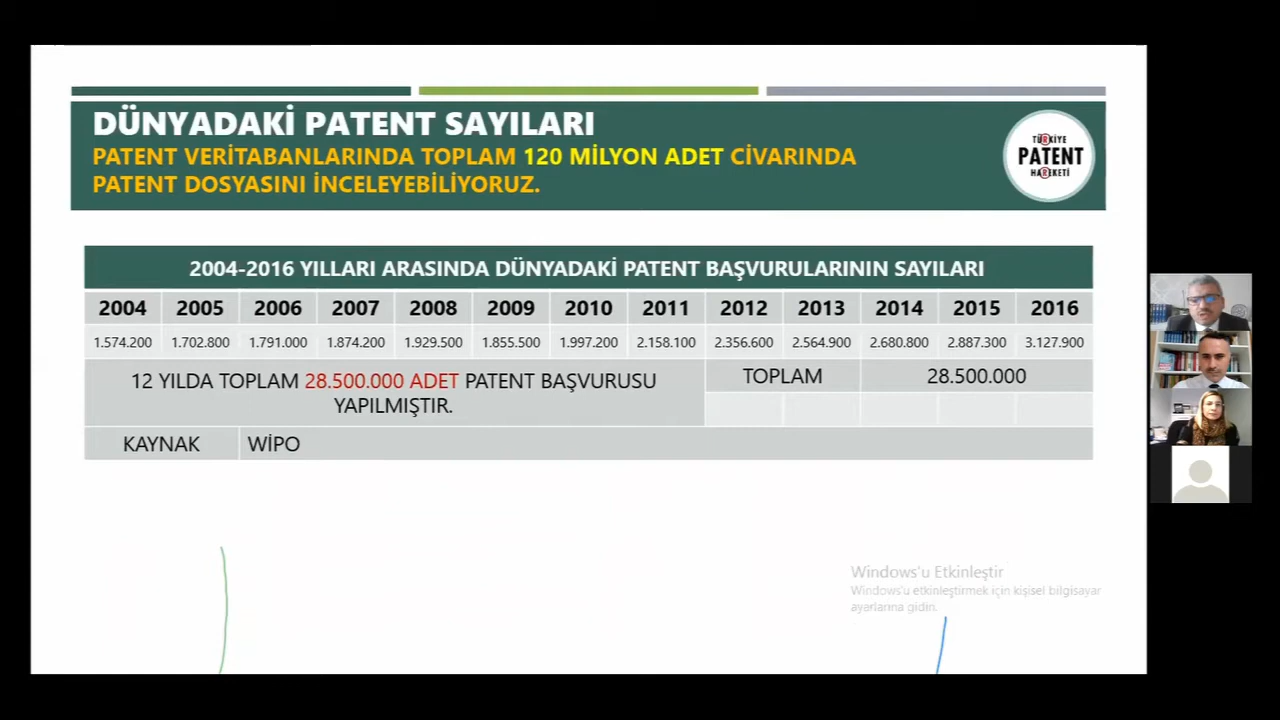 DÜNYADAKİ PATENT SAYILARI
PATENT VERİTABANLARINDA TOPLAM 120 MİLYON ADET CİVARINDA
PATENT DOSYASINI İNCELEYEBİLİYORUZ.
TÜRKİYE
PATENT
HAREKETİ
2004-2016 YILLARI ARASINDA DÜNYADAKİ PATENT BAŞVURULARININ SAYILARI
2004 2005 2006 2007 2008 2009 2010 2011 2012 2013 2014 2015 2016
1.574.200 1.702.800 1.791.000 1.874.200 1.929.500 1.855.500 1.997.200 2.158.100 2.356.600 2.564.900 2.680.800 2.887.300 3.127.900
12 YILDA TOPLAM 28.500.000 ADET PATENT BAŞVURUSU
YAPILMIŞTIR.
TOPLAM 28.500.000
KAYNAK WİPO
Windows'u Etkinleştir
Windows'u etkinleştirmek için kişisel bilgisayar
ayarlarına gidin.